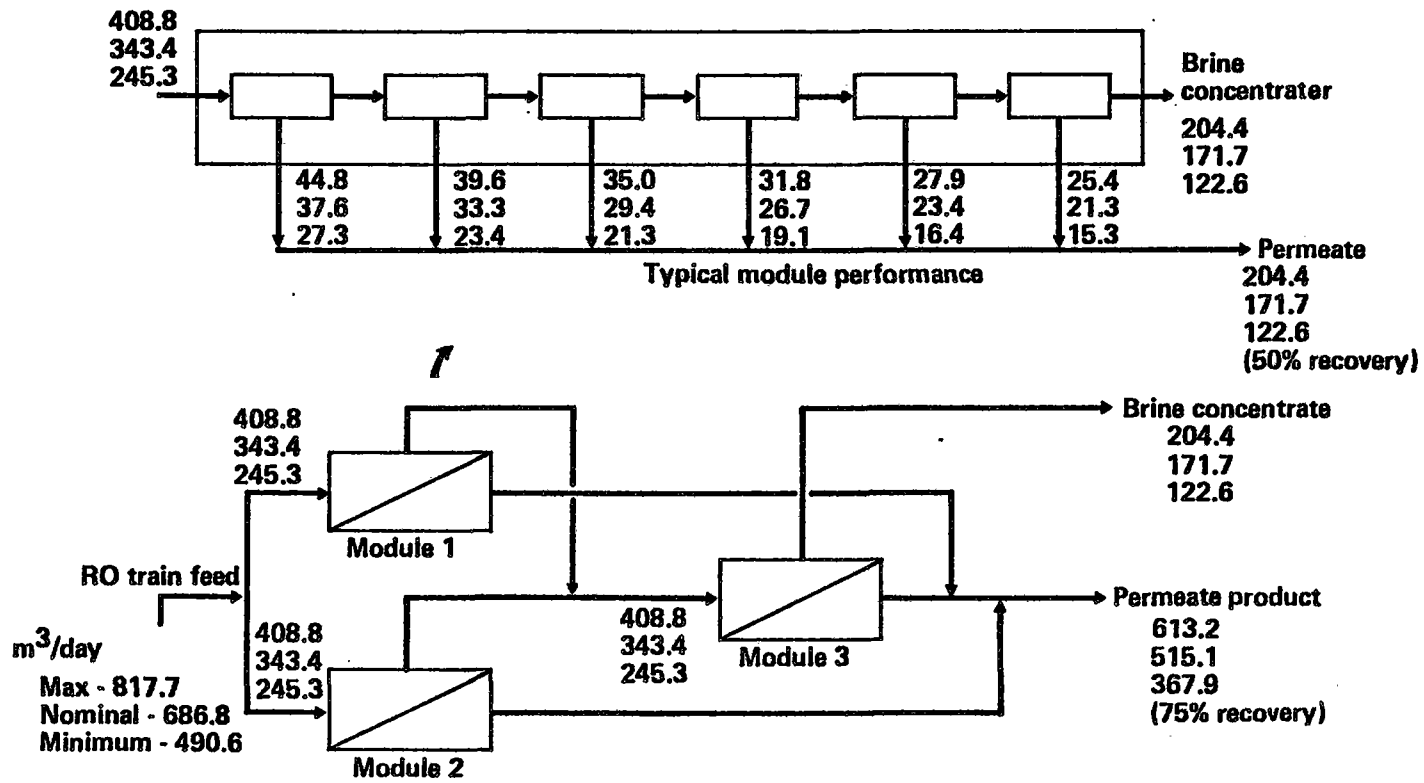 408.8
343.4
245.3
Brine
concentrater
204.4
171.7
122.6
44.8
37.6
27.3
39.6
33.3
23.4
35.0
29.4
21.3
31.8
26.7
19.1
27.9
23.4
16.4
25.4
21.3
15.3
Typical module performance
Permeate
204.4
171.7
122.6
(50% recovery)
408.8
343.4
245.3
Module 1
Brine concentrate
204.4
171.7
122.6
RO train feed
m³/day
Max - 817.7
Nominal - 686.8
Minimum - 490.6
408.8
343.4
245.3
Module 2
408.8
343.4
245.3
Module 3
Permeate product
613.2
515.1
367.9
(75% recovery)